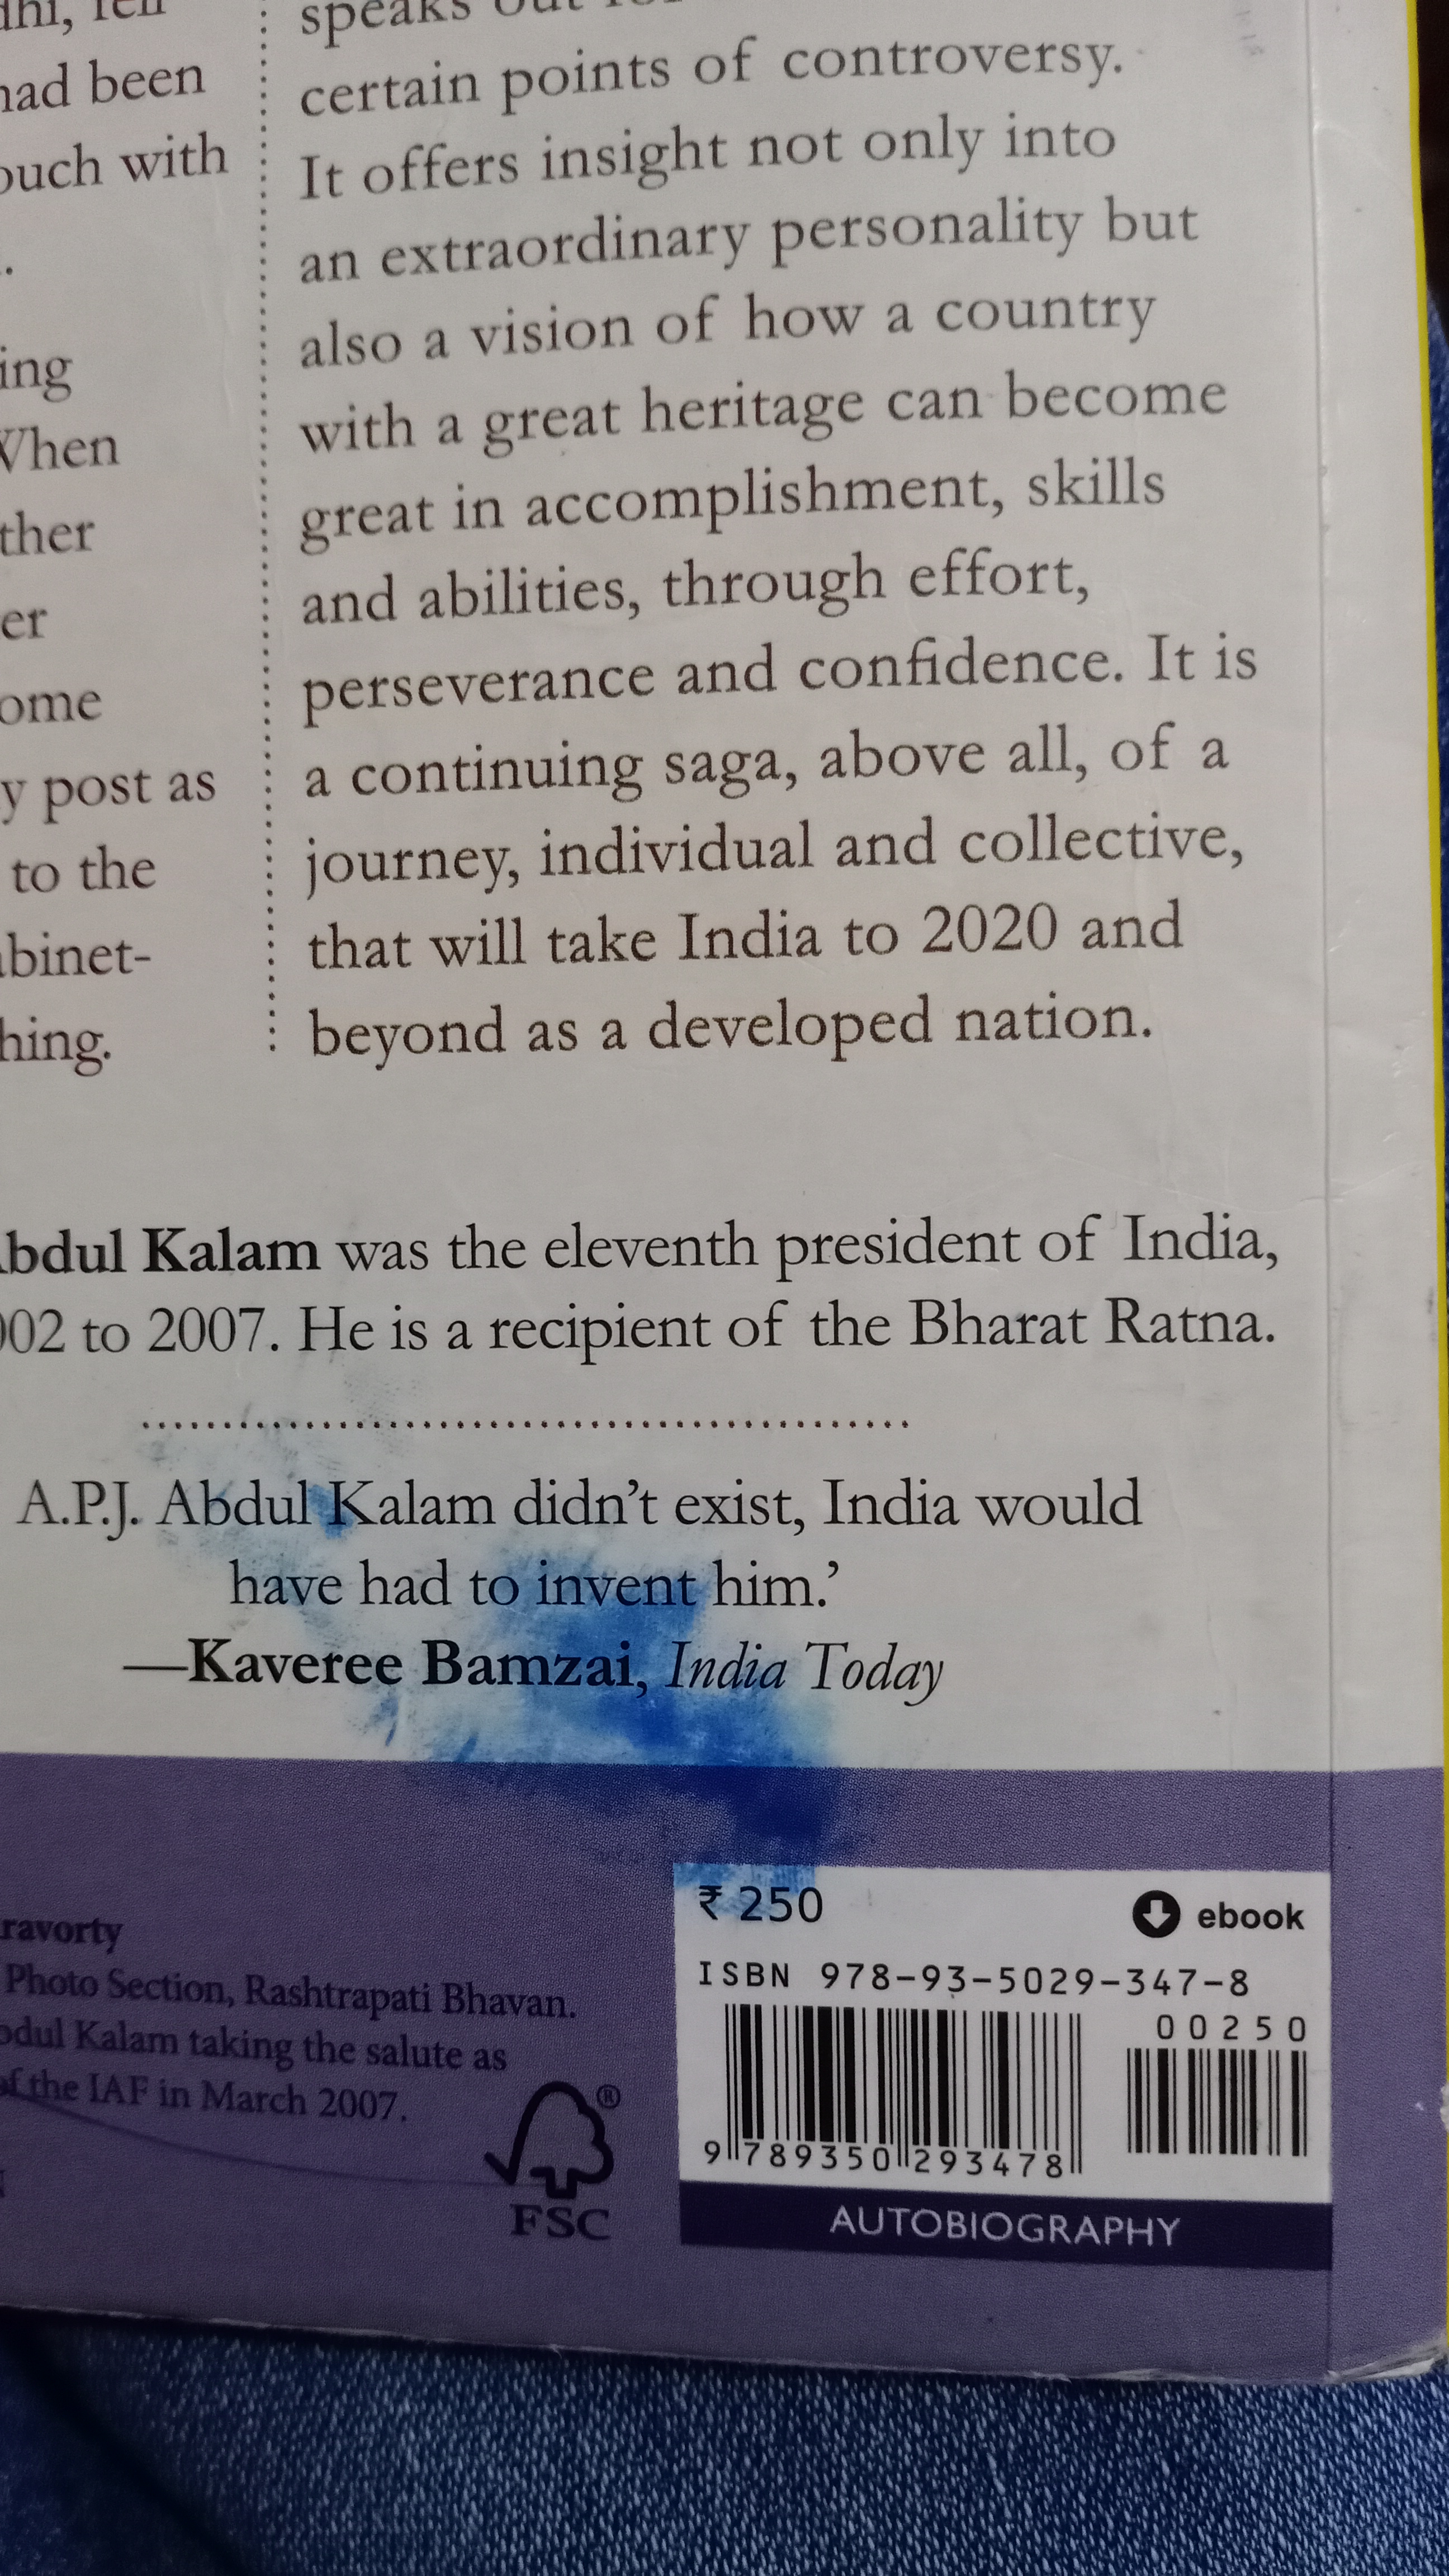 had been
with
.
ing
When
ther
er
ome
y post as
to the
binet-
hing.
speaks out
certain points of controversy.
It offers insight not only into
an extraordinary personality but
also a vision of how a country
with a great heritage can become
great in accomplishment, skills
and abilities, through effort,
perseverance and confidence. It is
a continuing saga, above all, of a
journey, individual and collective,
that will take India to 2020 and
beyond as a developed nation.
bdul Kalam was the eleventh president of India,
002 to 2007. He is a recipient of the Bharat Ratna.
A.P.J. Abdul Kalam didn’t exist, India would
have had to invent him.’
—Kaveree Bamzai, India Today
ravorty
Photo Section, Rashtrapati Bhavan.
bdul Kalam taking the salute as
of the IAF in March 2007.
®
FSC
₹ 250
ebook
ISBN 978-93-5029-347-8
00250
9 789350 293478
AUTOBIOGRAPHY